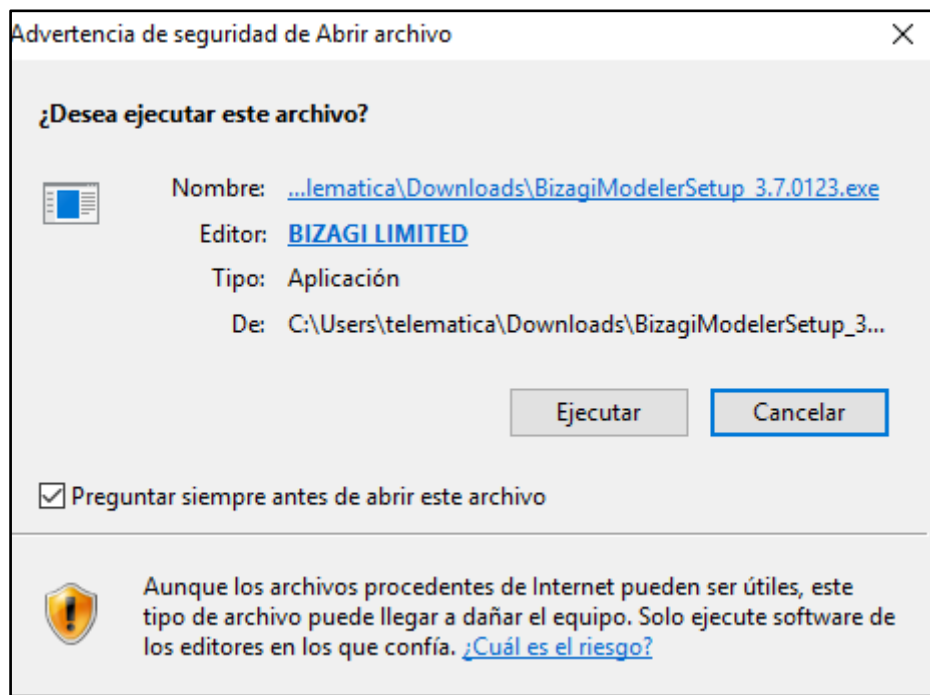 Advertencia de seguridad de Abrir archivo
¿Desea ejecutar este archivo?
Nombre: ...lematica\Downloads\BizagiModelerSetup_3.7.0123.exe
Editor: BIZAGI LIMITED
Tipo: Aplicación
De: C:\Users\telematica\Downloads\BizagiModelerSetup_3...
Ejecutar Cancelar
Preguntar siempre antes de abrir este archivo
Aunque los archivos procedentes de Internet pueden ser útiles, este
tipo de archivo puede llegar a dañar el equipo. Solo ejecute software de
los editores en los que confía. ¿Cuál es el riesgo?